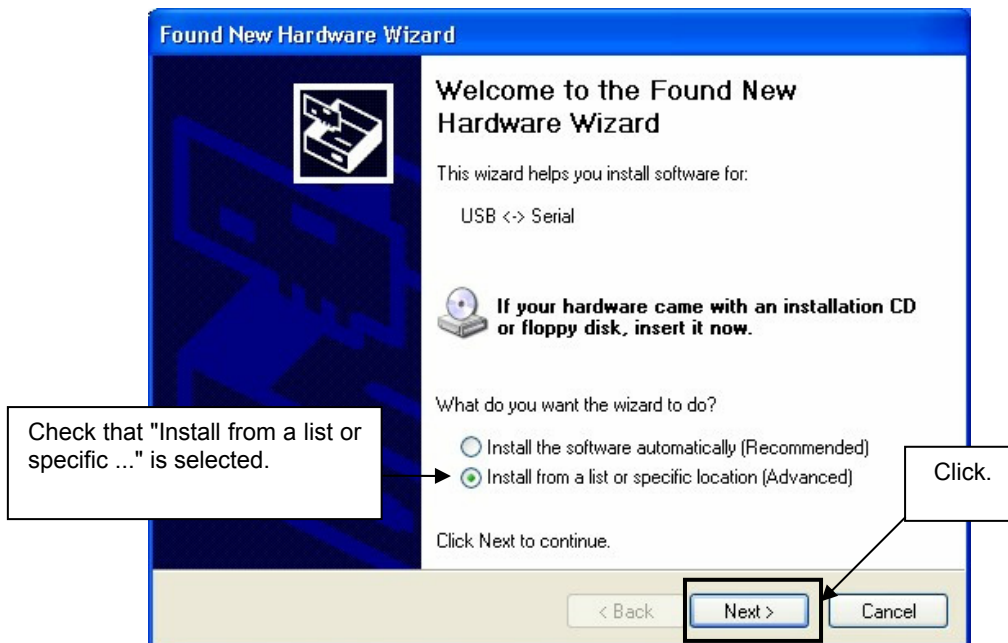 Found New Hardware Wizard
Welcome to the Found New
Hardware Wizard
This wizard helps you install software for:
USB <-> Serial
If your hardware came with an installation CD
or floppy disk, insert it now.
What do you want the wizard to do?
Install the software automatically (Recommended)
Install from a list or specific location (Advanced)
Click Next to continue.
< Back
Next >
Cancel
Check that "Install from a list or
specific ..." is selected.
Click.